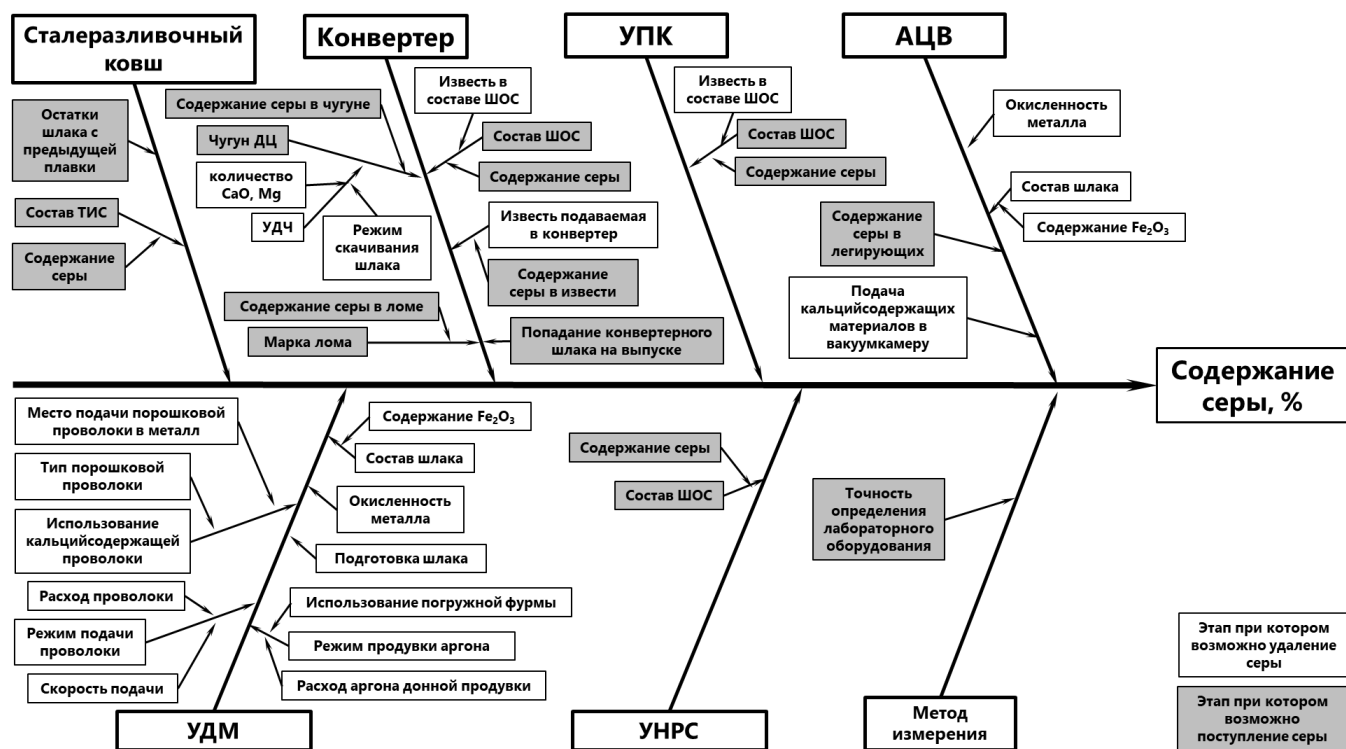 Сталеразливочный
ковш
Конвертер
УПК
АЦВ
Остатки
шлака с
предыдущей
плавки
Состав ТИС
Содержание
серы
Содержание серы в чугуне
Чугун ДЦ
количество
CaO, Mg
УДЧ
Режим
скачивания
шлака
Содержание серы в ломе
Марка лома
Известь в
составе ШОС
Состав ШОС
Содержание серы
Известь подаваемая
в конвертер
Содержание
серы в извести
Попадание конвертерного
шлака на выпуске
Известь в
составе ШОС
Состав ШОС
Содержание серы
Окисленность
металла
Состав шлака
Содержание Fe₂O₃
Содержание
серы в
легирующих
Подача
кальцийсодержащих
материалов в
вакуумкамеру
Содержание
серы, %
Место подачи порошковой
проволоки в металл
Тип порошковой
проволоки
Использование
кальцийсодержащей
проволоки
Расход проволоки
Режим подачи
проволоки
Скорость подачи
Содержание Fe₂O₃
Состав шлака
Окисленность
металла
Подготовка шлака
Использование погружной фурмы
Режим продувки аргона
Расход аргона донной продувки
Содержание серы
Состав ШОС
Точность
определения
лабораторного
оборудования
УДМ
УНРС
Метод
измерения
Этап при котором
возможно удаление
серы
Этап при котором
возможно
поступление серы